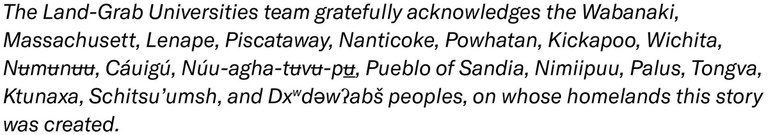 The Land-Grab Universities team gratefully acknowledges the Wabanaki,
Massachusett, Lenape, Piscataway, Nanticoke, Powhatan, Kickapoo, Wichita,
Nʉmʉnʉʉ, Cáuigú, Núu-agha-tʉvʉ-pʉ̱, Pueblo of Sandia, Nimiipuu, Palus, Tongva,
Ktunaxa, Schitsu’umsh, and Dxʷdəwʔabš peoples, on whose homelands this story
was created.